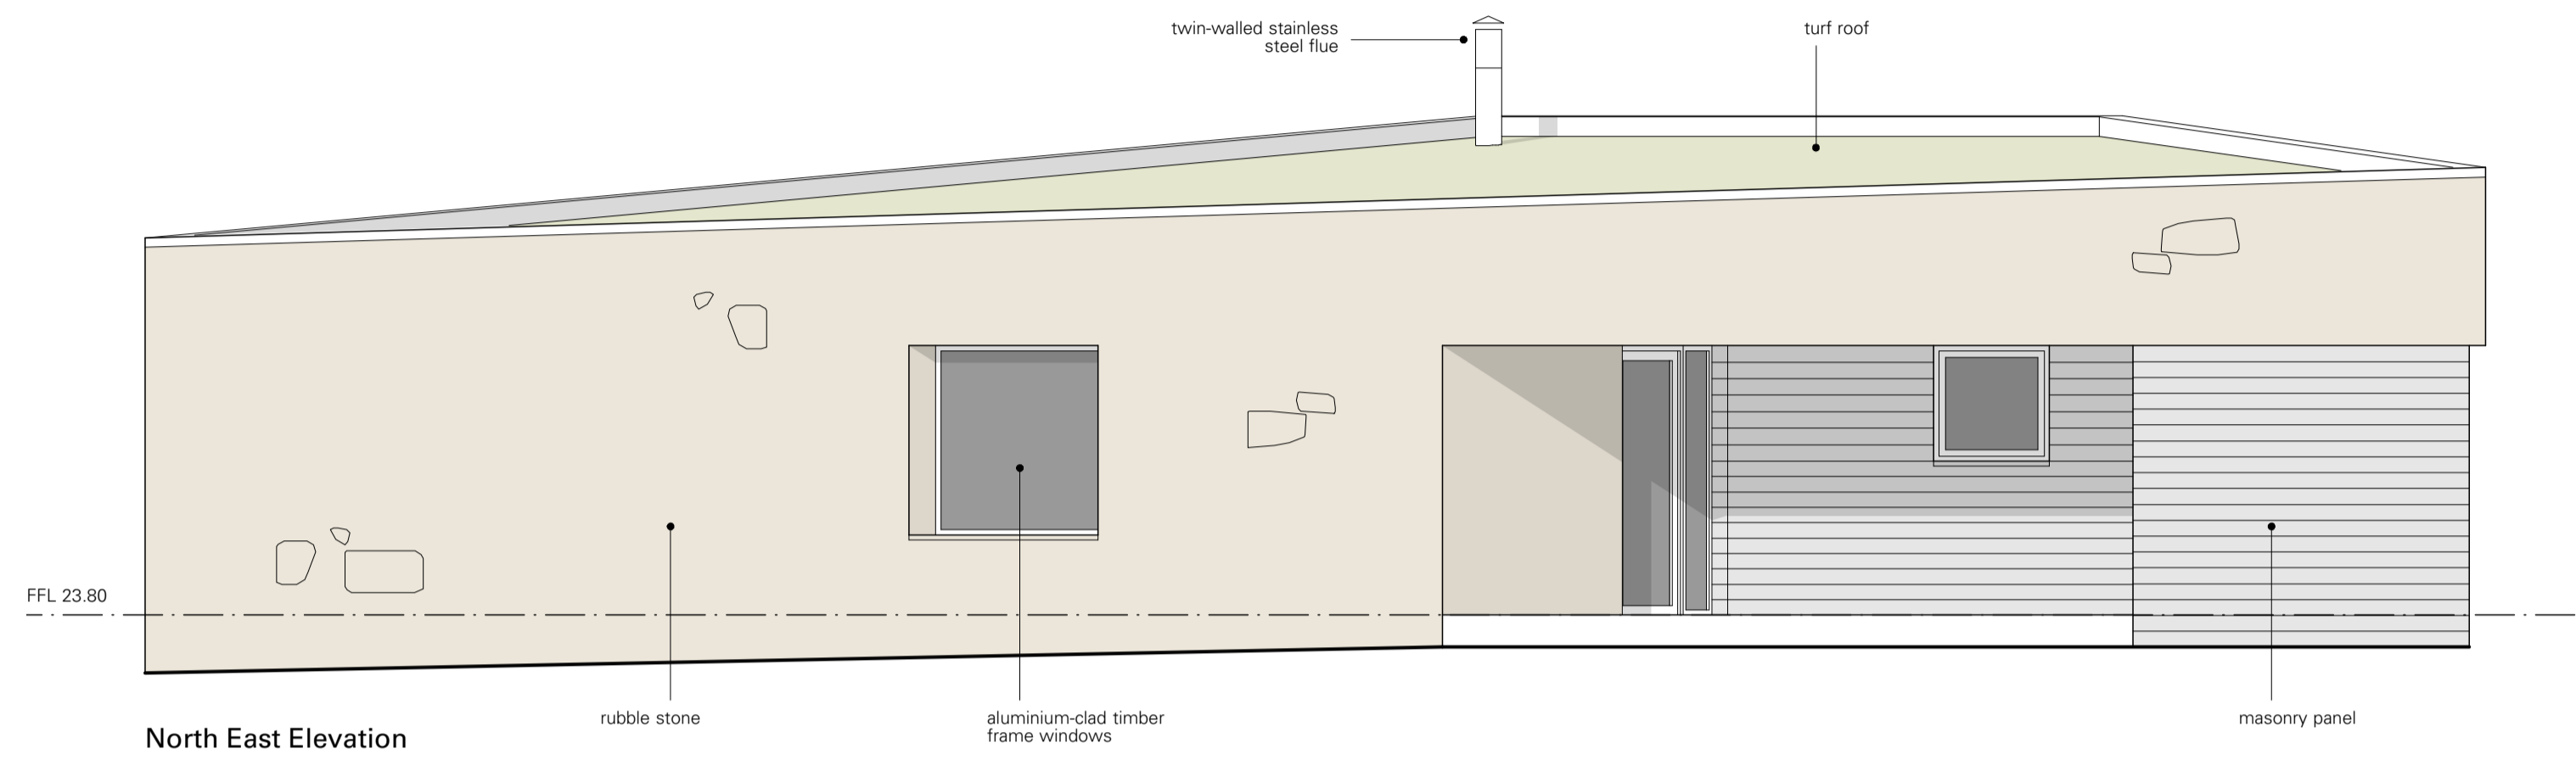 twin-walled stainless
steel flue
turf roof
FFL 23.80
rubble stone
aluminium-clad timber
frame windows
masonry panel
North East Elevation